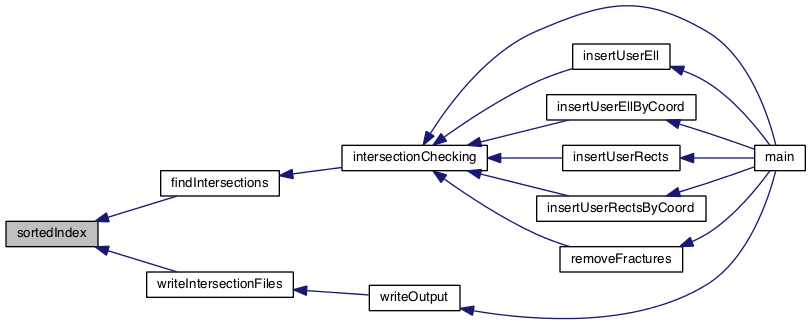 insertUserEll
insertUserEllByCoord
intersectionChecking
insertUserRects
main
findIntersections
insertUserRectsByCoord
sortedIndex
removeFractures
writeIntersectionFiles
writeOutput